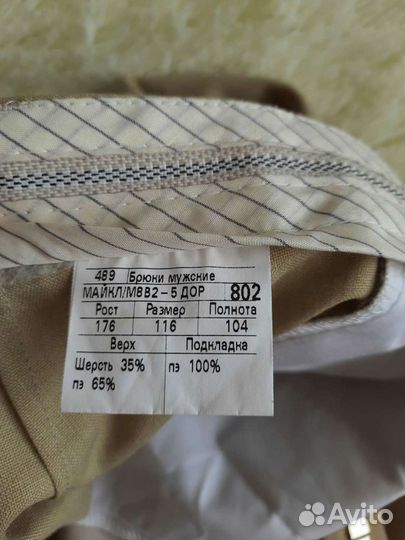 489 Брюки мужские
МАЙКЛ/М8В2-5 ДОР 802
Рост Размер Полнота
176 116 104
Верх Подкладка
Шерсть 35% пэ 100%
пэ 65%
Avito